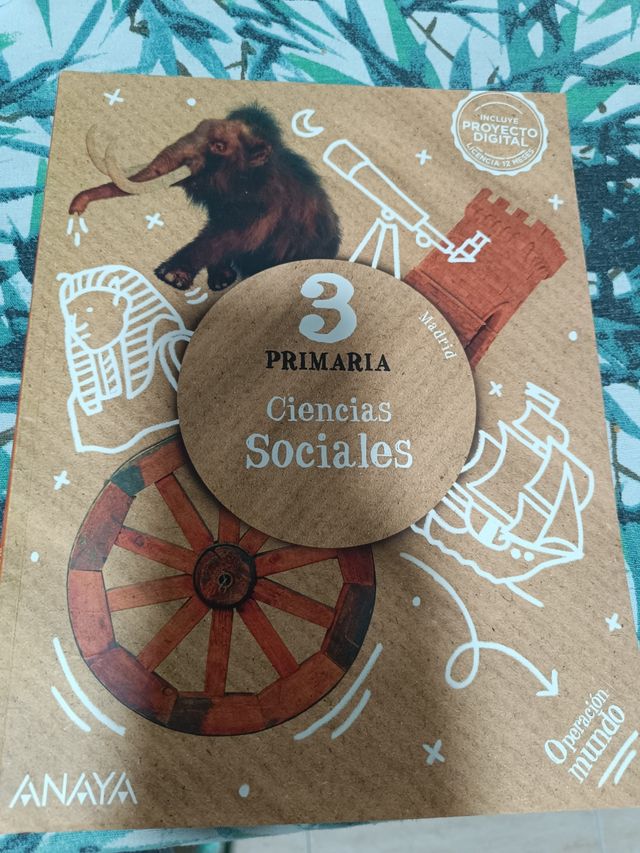 INCLUYE
PROYECTO
DIGITAL
LICENCIA 12 MESES
3
PRIMARIA
Madrid
Ciencias
Sociales
Operación
mundo
ANAYA